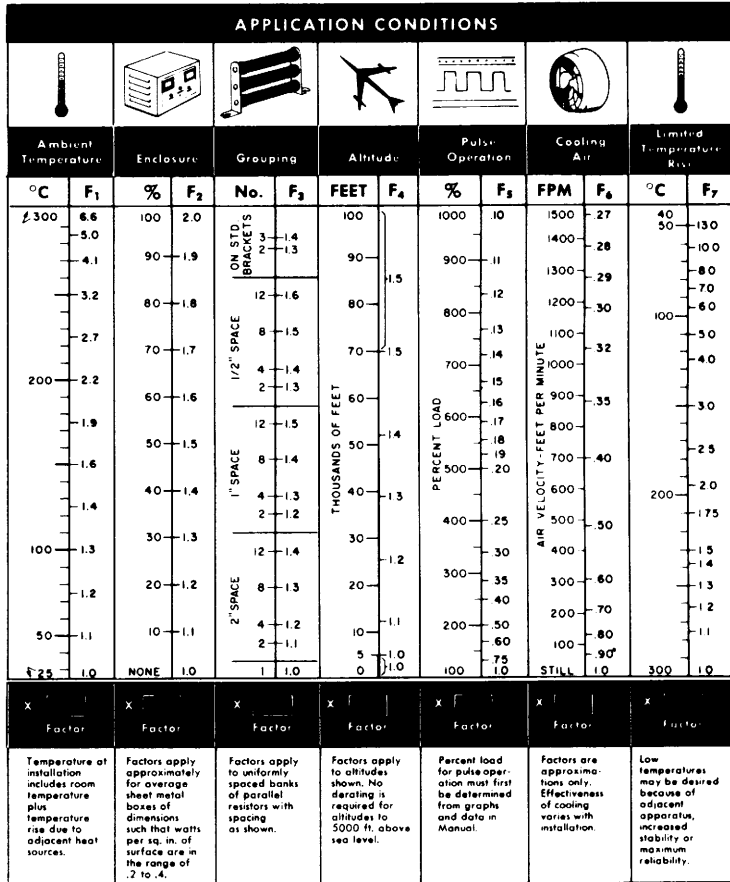 APPLICATION CONDITIONS
Ambient
Temperature
°C F1
300 6.6
5.0
4.1
3.2
2.7
200 2.2
1.9
1.6
1.4
100 1.3
1.2
50 1.1
25 1.0
Enclosure
% F2
100 2.0
90 1.9
80 1.8
70 1.7
60 1.6
50 1.5
40 1.4
30 1.3
20 1.2
10 1.1
NONE 1.0
Grouping
No. F3
ON STD
BRACKETS
3 1.4
2 1.3
1/2" SPACE
12 1.6
8 1.5
4 1.4
2 1.3
1" SPACE
12 1.5
8 1.4
4 1.3
2 1.2
2" SPACE
12 1.4
8 1.3
4 1.2
2 1.1
1 1.0
Altitude
FEET F4
THOUSANDS OF FEET
100
90
1.5
80
70 1.5
60
50
1.4
40
1.3
30
1.2
20
1.1
10
5 1.0
1.0
0
Pulse
Operation
% F5
PERCENT LOAD
1000 .10
900 .11
.12
800
.13
.14
700
.15
.16
600
.17
.18
.19
500 .20
400 .25
.30
300
.35
.40
200 .50
.60
.75
100 1.0
Cooling
Air
FPM F6
AIR VELOCITY-FEET PER MINUTE
1500 .27
1400
.28
1300 .29
1200
.30
1100
.32
1000
900
.35
800
700 .40
600
500 .50
400
300 .60
200 .70
.80
100
.90
STILL 1.0
Limited
Temperature
Rise
°C F7
40
50 13.0
10.0
8.0
7.0
6.0
100
5.0
4.0
3.0
2.5
2.0
200
1.75
1.5
1.4
1.3
1.2
1.1
300 1.0
x
Factor
x
Factor
x
Factor
x
Factor
x
Factor
x
Factor
x
Factor
Temperature at
installation
includes room
temperature
plus
temperature
rise due to
adjacent heat
sources.
Factors apply
approximately
for average
sheet metal
boxes of
dimensions
such that watts
per sq. in. of
surface are in
the range of
.2 to .4.
Factors apply
to uniformly
spaced banks
of parallel
resistors with
spacing
as shown.
Factors apply
to altitudes
shown. No
derating is
required for
altitudes to
5000 ft. above
sea level.
Percent load
for pulse oper-
ation must first
be determined
from graphs
and data in
Manual.
Factors are
approxima-
tions only.
Effectiveness
of cooling
varies with
installation.
Low
temperatures
may be desired
because of
adjacent
apparatus,
increased
stability or
maximum
reliability.